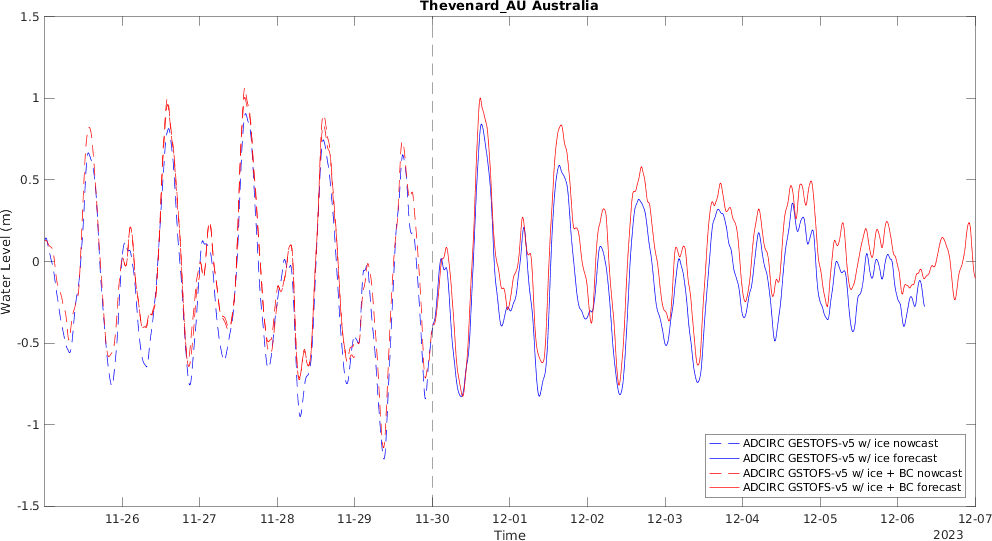 Thevenard_AU Australia
1.5
1
0.5
0
-0.5
-1
-1.5
Water Level (m)
11-26 11-27 11-28 11-29 11-30 12-01 12-02 12-03 12-04 12-05 12-06 12-07
Time
2023
ADCIRC GESTOFS-v5 w/ ice nowcast
ADCIRC GESTOFS-v5 w/ ice forecast
ADCIRC GSTOFS-v5 w/ ice + BC nowcast
ADCIRC GSTOFS-v5 w/ ice + BC forecast